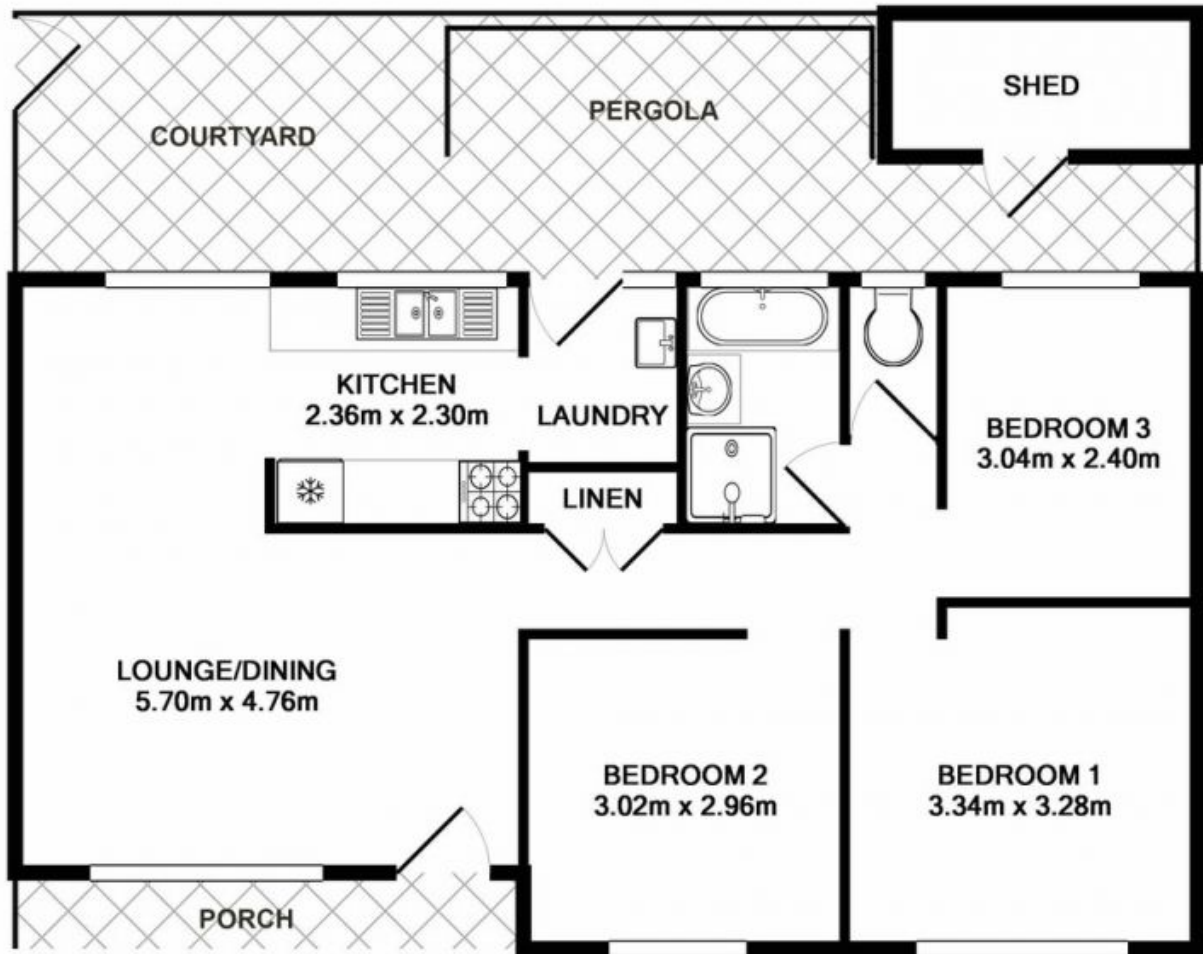 SHED
PERGOLA
COURTYARD
KITCHEN
2.36m x 2.30m
LAUNDRY
BEDROOM 3
3.04m x 2.40m
LINEN
LOUNGE/DINING
5.70m x 4.76m
BEDROOM 2
3.02m x 2.96m
BEDROOM 1
3.34m x 3.28m
PORCH